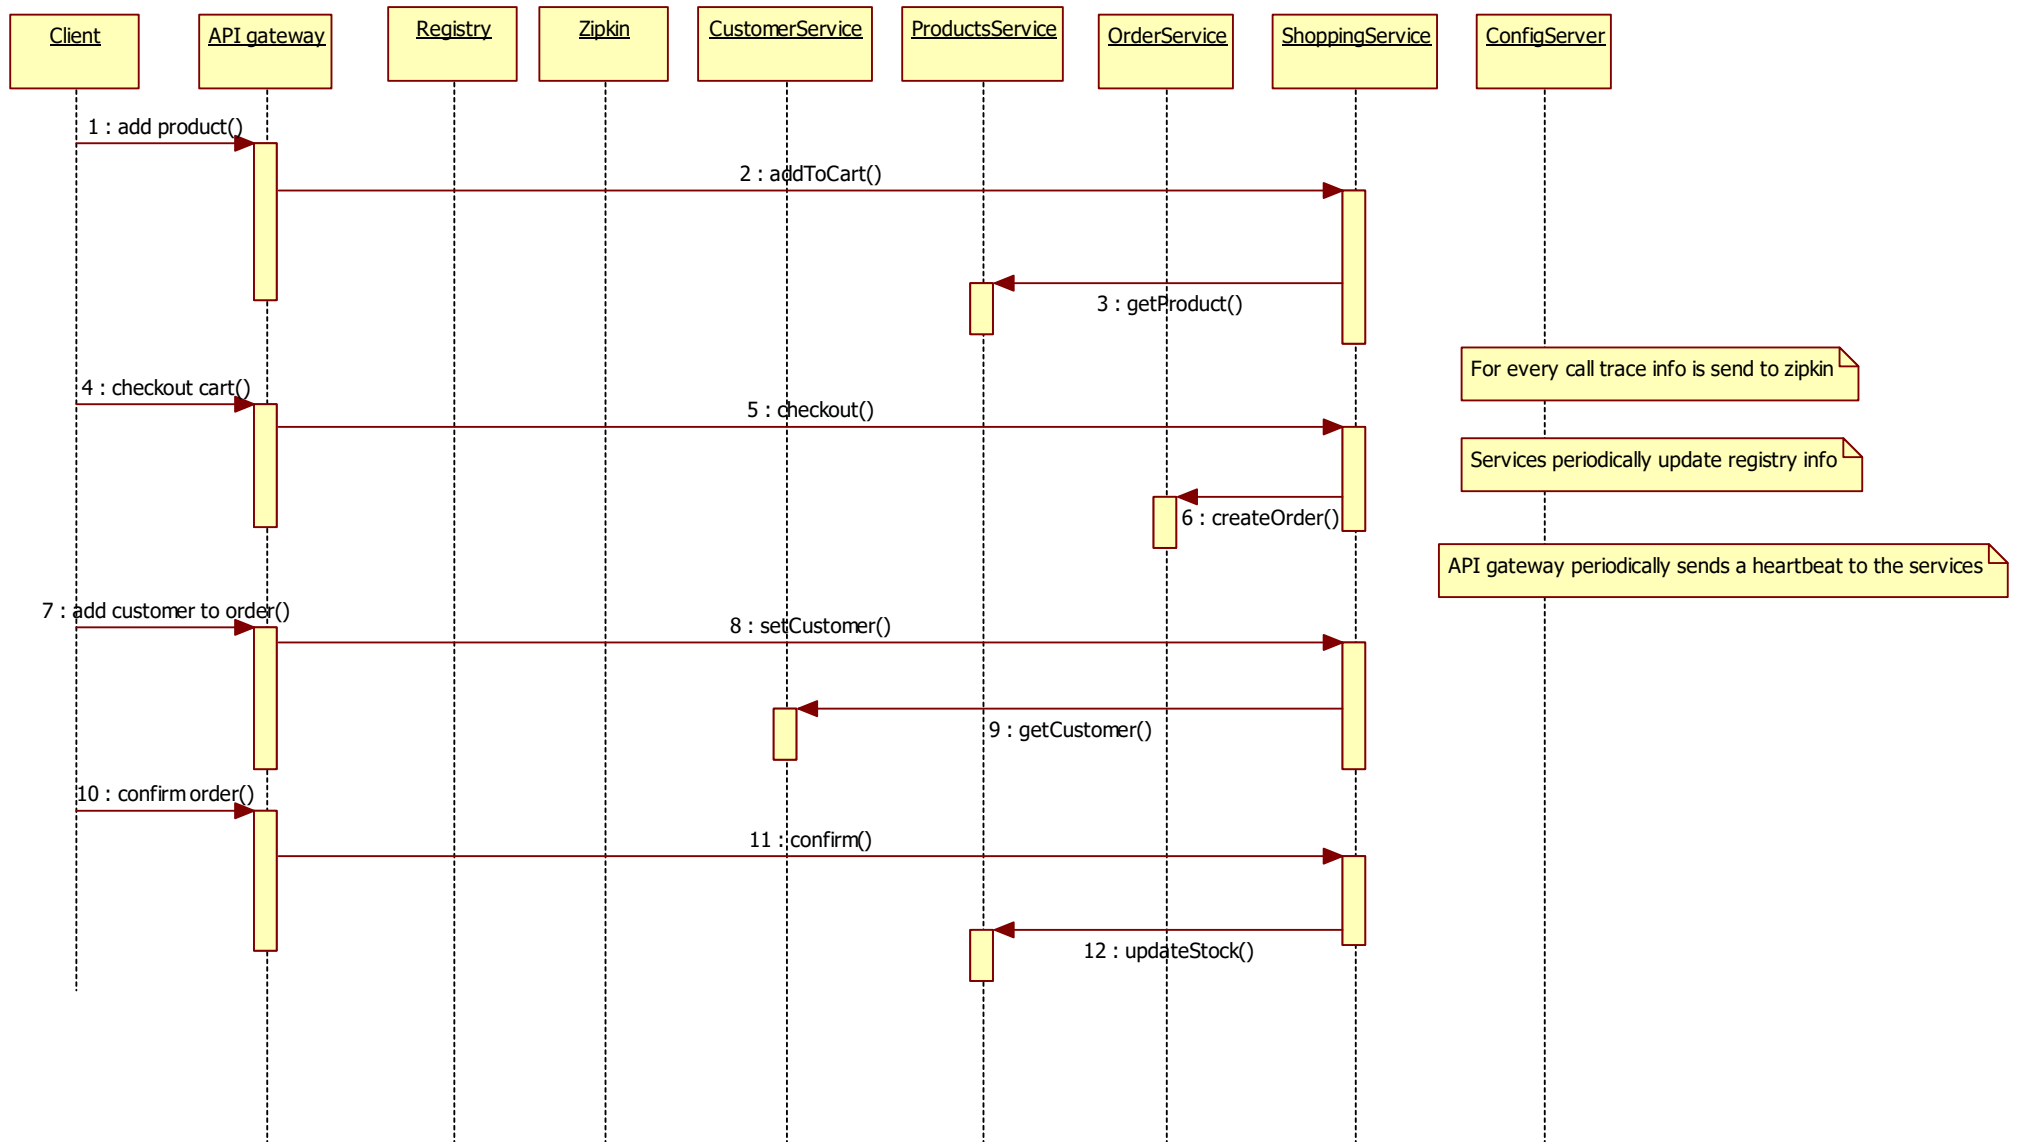 Client
API gateway
Registry
Zipkin
CustomerService
ProductsService
OrderService
ShoppingService
ConfigServer
1 : add product()
2 : addToCart()
3 : getProduct()
For every call trace info is send to zipkin
4 : checkout cart()
5 : checkout()
Services periodically update registry info
6 : createOrder()
API gateway periodically sends a heartbeat to the services
7 : add customer to order()
8 : setCustomer()
9 : getCustomer()
10 : confirm order()
11 : confirm()
12 : updateStock()